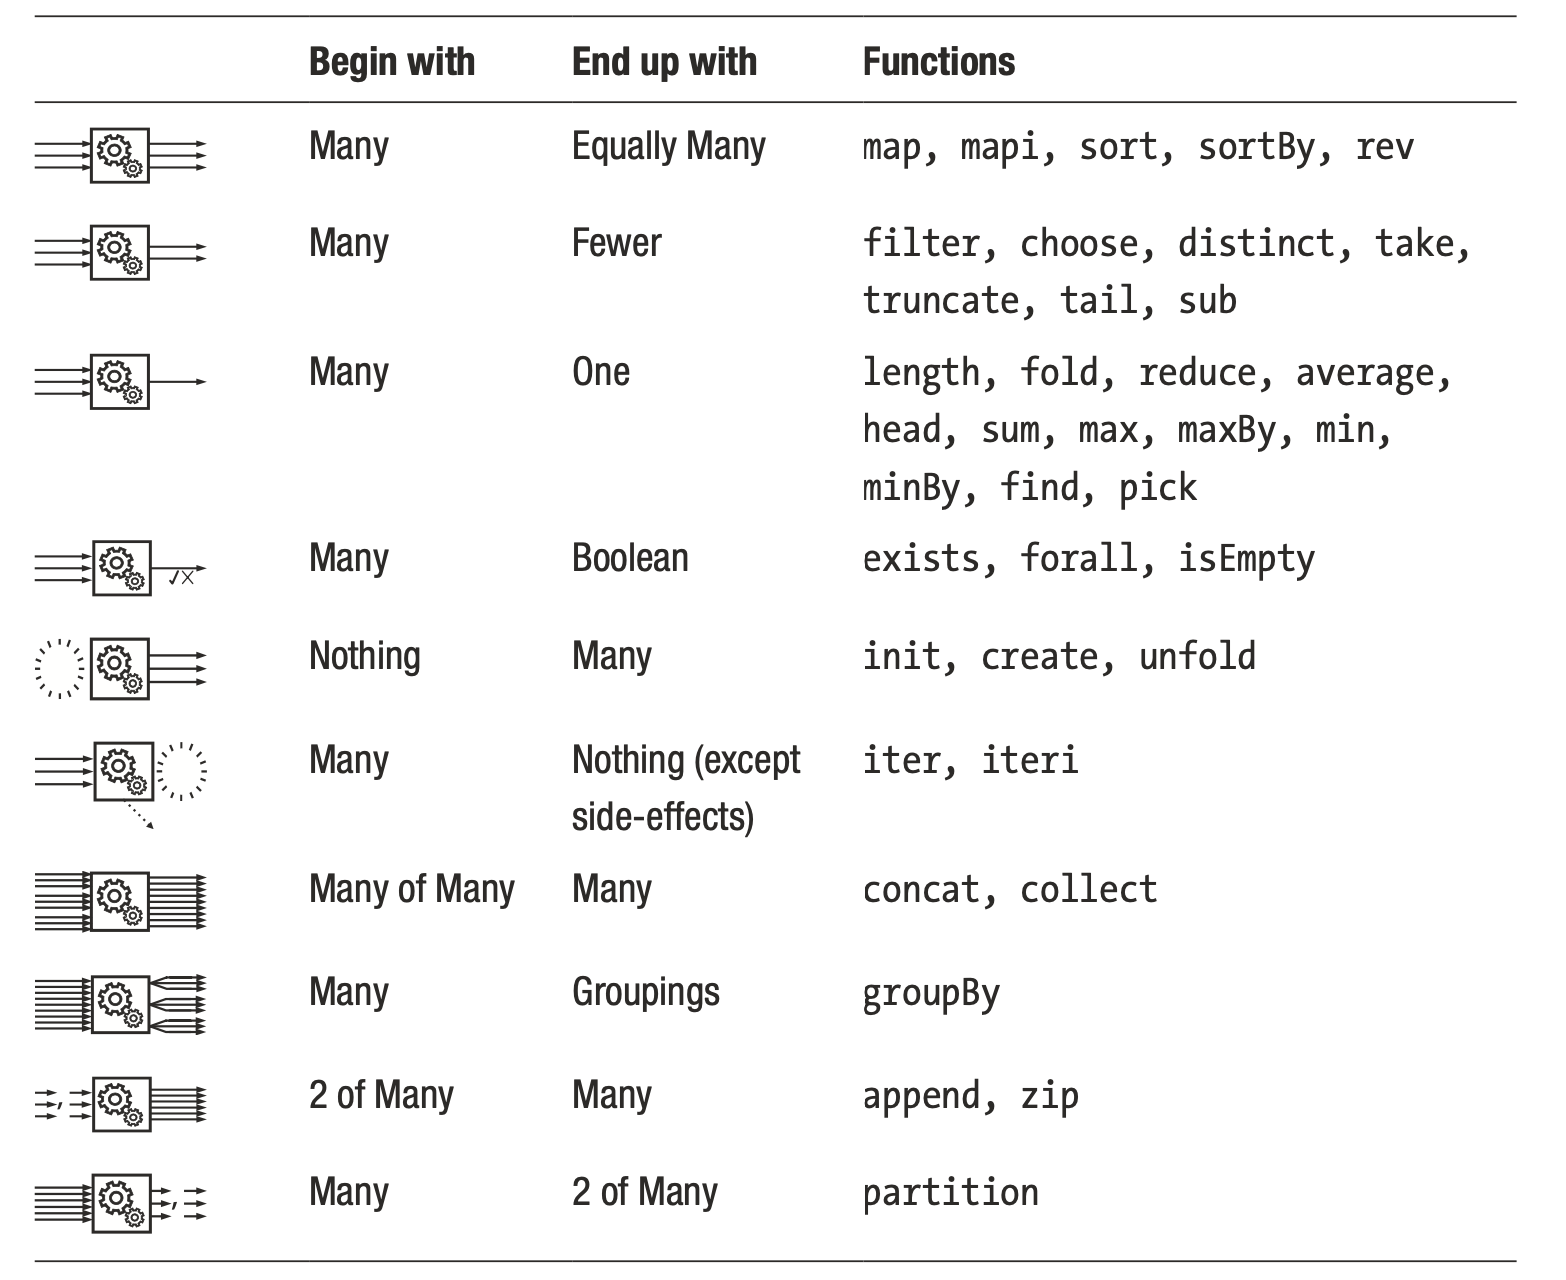 Begin with End up with Functions
Many Equally Many map, mapi, sort, sortBy, rev
Many Fewer filter, choose, distinct, take,
truncate, tail, sub
Many One length, fold, reduce, average,
head, sum, max, maxBy, min,
minBy, find, pick
Many Boolean exists, forall, isEmpty
Nothing Many init, create, unfold
Many Nothing (except iter, iteri
side-effects)
Many of Many Many concat, collect
Many Groupings groupBy
2 of Many Many append, zip
Many 2 of Many partition